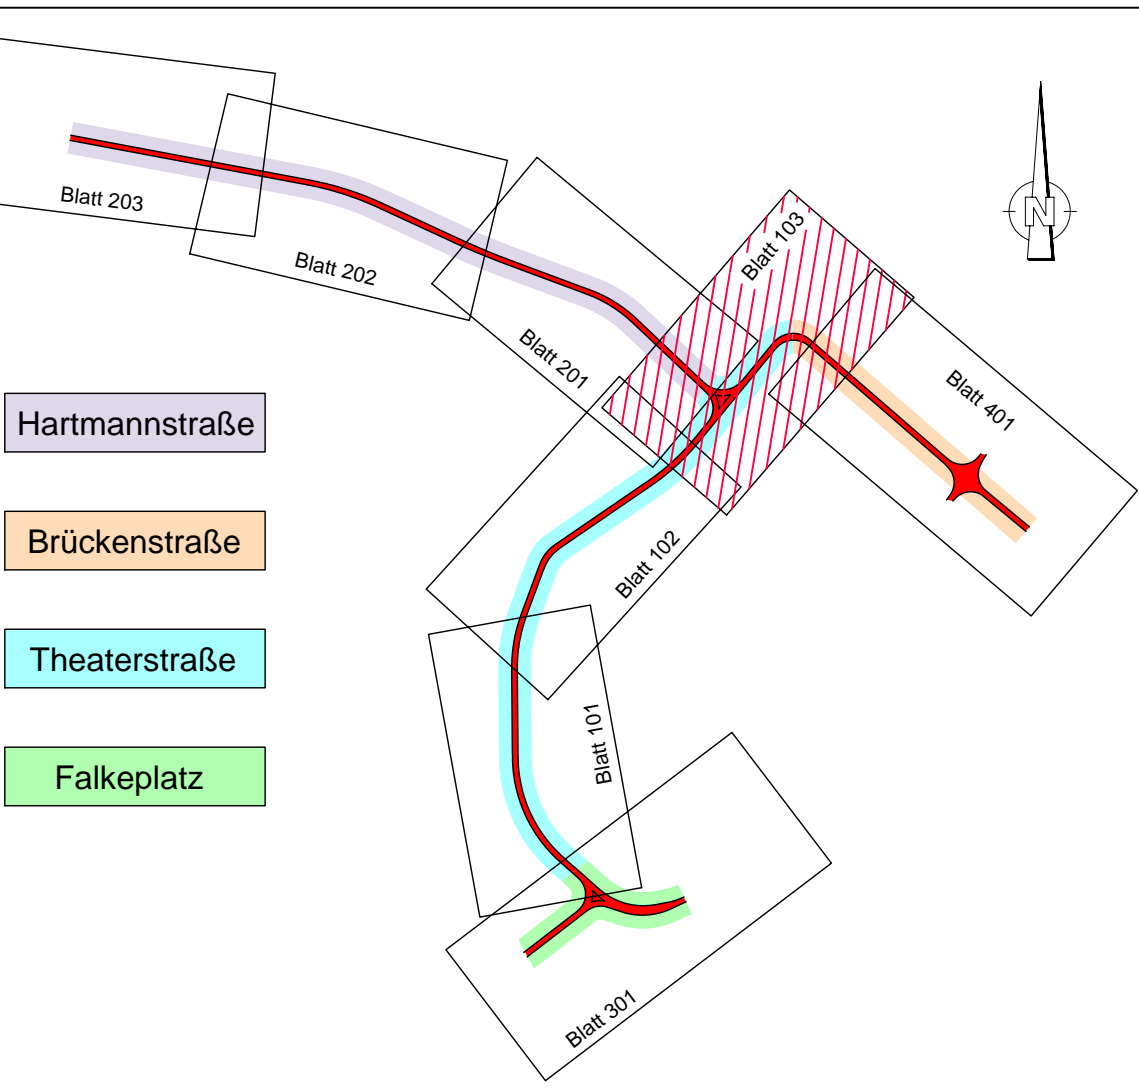 Blatt 203
Blatt 202
Blatt 201
Blatt 103
Blatt 401
Blatt 102
Blatt 101
Blatt 301
N
Hartmannstraße
Brückenstraße
Theaterstraße
Falkeplatz